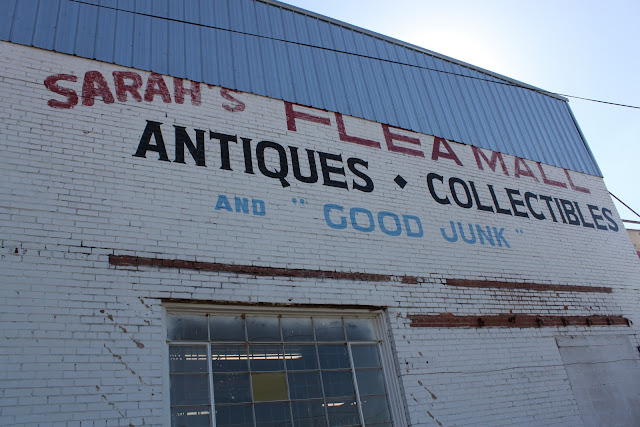 SARAH's FLEA MALL
ANTIQUES ◆ COLLECTIBLES
AND " "GOOD JUNK"